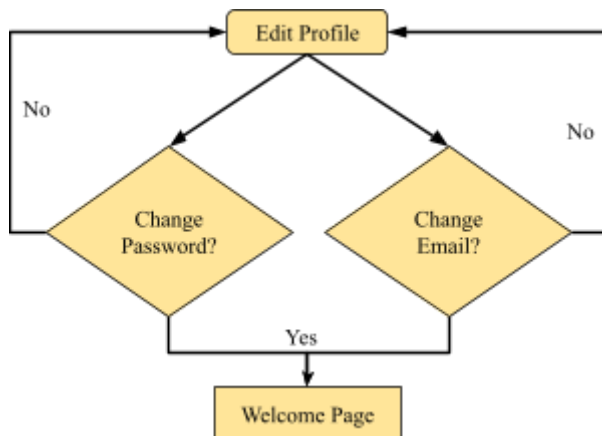 Edit Profile
No
No
Change
Password?
Change
Email?
Yes
Welcome Page